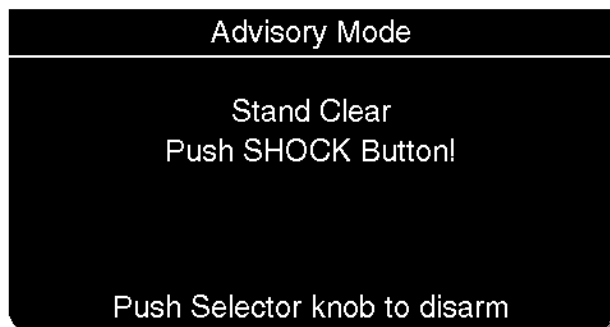 Advisory Mode
Stand Clear
Push SHOCK Button!
Push Selector knob to disarm